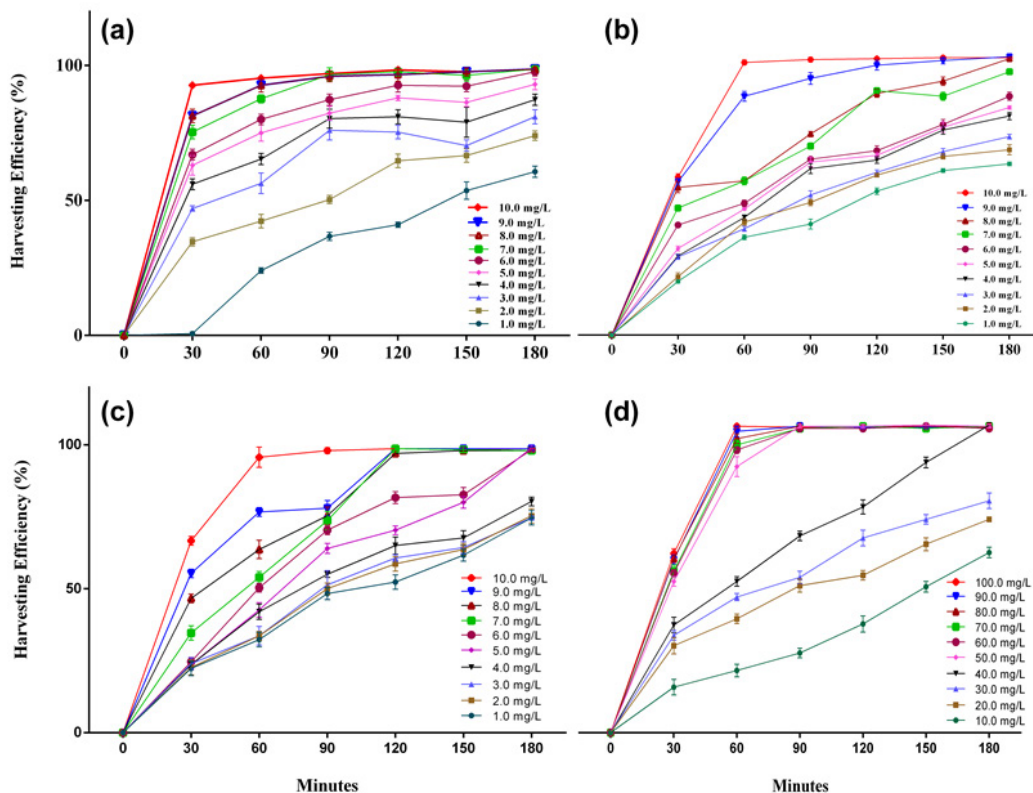 (a)
Harvesting Efficiency (%)
100
50
0
10.0 mg/L
9.0 mg/L
8.0 mg/L
7.0 mg/L
6.0 mg/L
5.0 mg/L
4.0 mg/L
3.0 mg/L
2.0 mg/L
1.0 mg/L
0 30 60 90 120 150 180
(b)
100
50
0
10.0 mg/L
9.0 mg/L
8.0 mg/L
7.0 mg/L
6.0 mg/L
5.0 mg/L
4.0 mg/L
3.0 mg/L
2.0 mg/L
1.0 mg/L
0 30 60 90 120 150 180
(c)
Harvesting Efficiency (%)
100
50
0
10.0 mg/L
9.0 mg/L
8.0 mg/L
7.0 mg/L
6.0 mg/L
5.0 mg/L
4.0 mg/L
3.0 mg/L
2.0 mg/L
1.0 mg/L
0 30 60 90 120 150 180
Minutes
(d)
100
50
0
100.0 mg/L
90.0 mg/L
80.0 mg/L
70.0 mg/L
60.0 mg/L
50.0 mg/L
40.0 mg/L
30.0 mg/L
20.0 mg/L
10.0 mg/L
0 30 60 90 120 150 180
Minutes